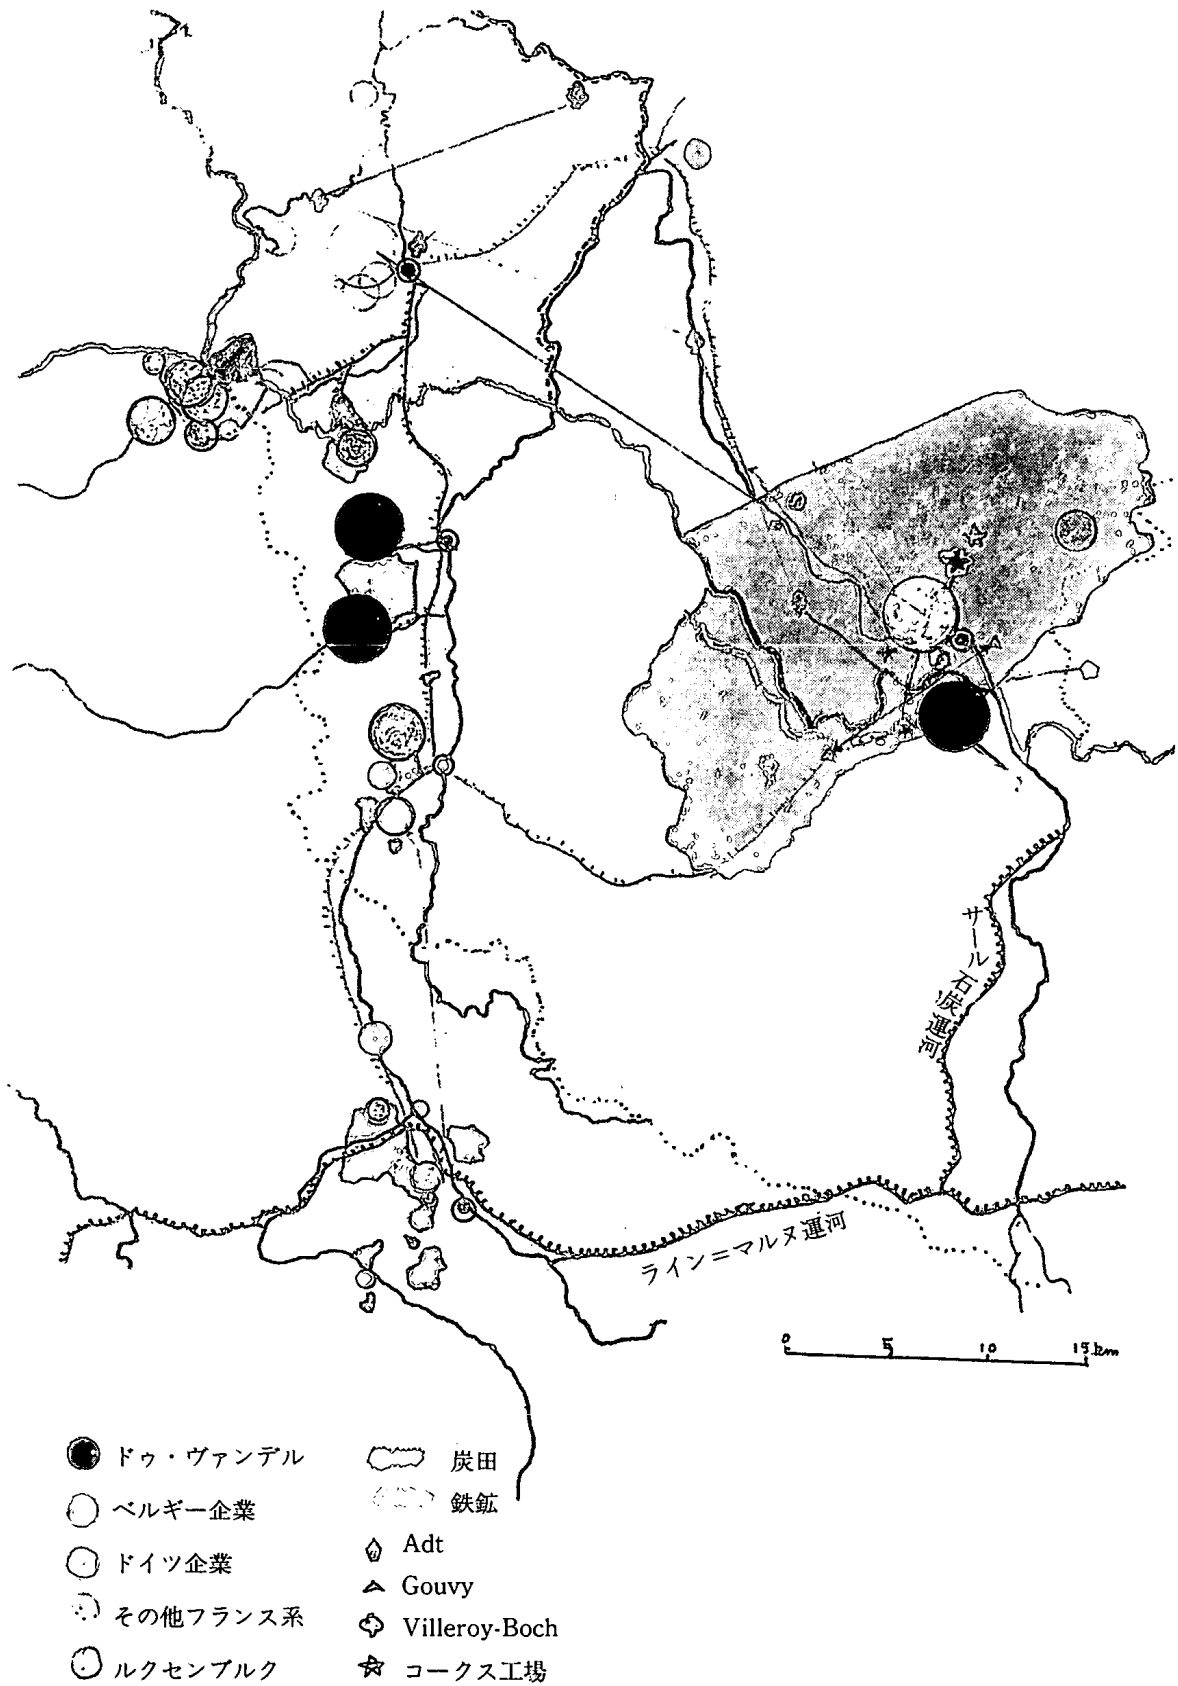 サール石炭運河
ライン＝マルヌ運河
0 5 10 15km
ドゥ・ヴァンデル
ベルギー企業
ドイツ企業
その他フランス系
ルクセンブルク
炭田
鉄鉱
Adt
Gouvy
Villeroy-Boch
コークス工場